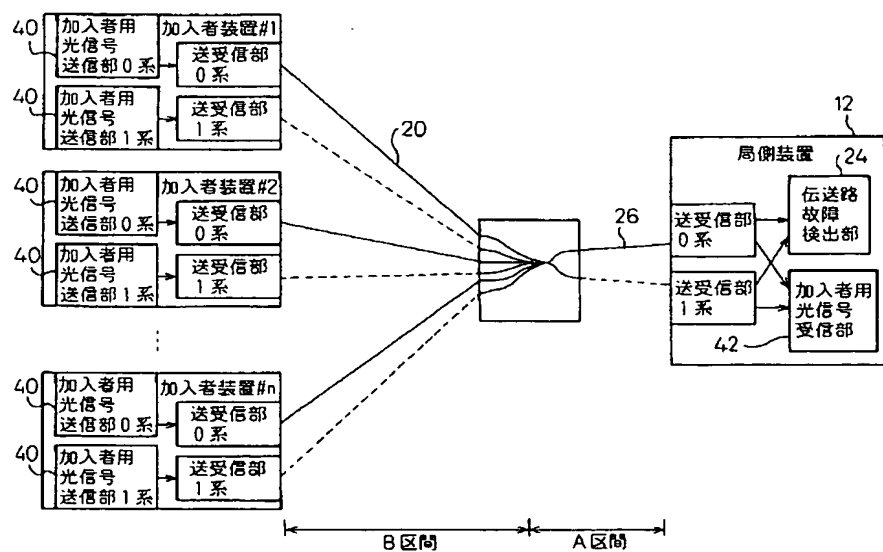 加入者装置#1
40
加入者用
光信号
送信部0系
送受信部
0系
40
加入者用
光信号
送信部1系
送受信部
1系
加入者装置#2
40
加入者用
光信号
送信部0系
送受信部
0系
40
加入者用
光信号
送信部1系
送受信部
1系
加入者装置#n
40
加入者用
光信号
送信部0系
送受信部
0系
40
加入者用
光信号
送信部1系
送受信部
1系
20
26
12
局側装置
24
送受信部
0系
伝送路
故障
検出部
送受信部
1系
加入者用
光信号
受信部
42
B区間
A区間